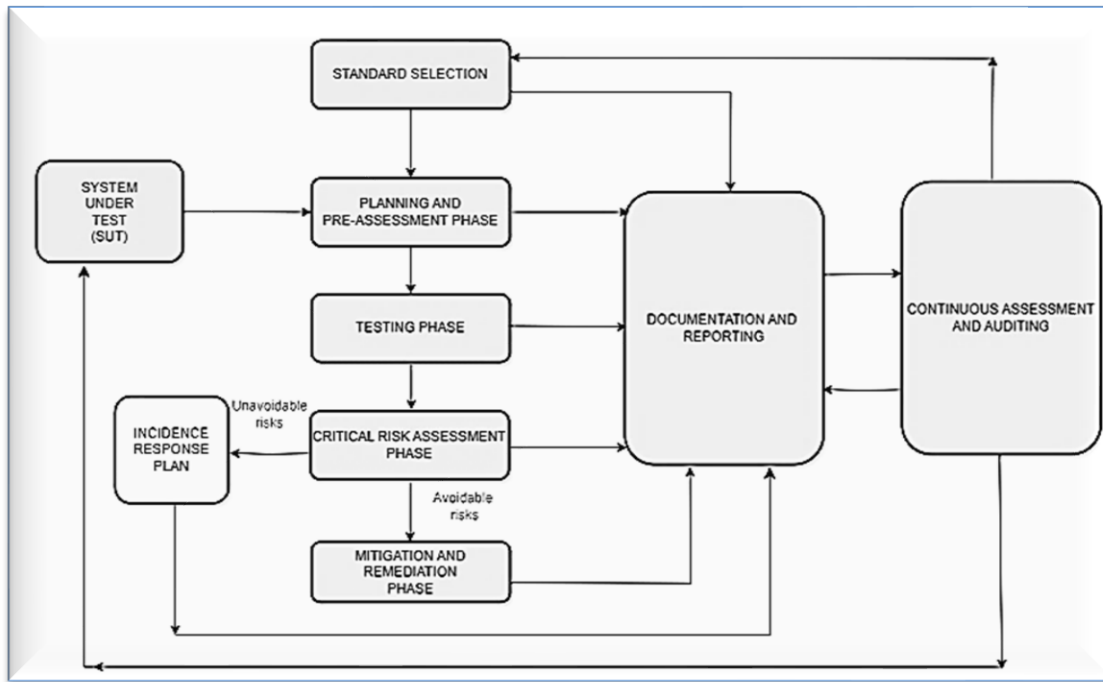 STANDARD SELECTION
SYSTEM
UNDER
TEST
(SUT)
PLANNING AND
PRE-ASSESSMENT PHASE
TESTING PHASE
DOCUMENTATION AND
REPORTING
CONTINUOUS ASSESSMENT
AND AUDITING
Unavoidable
risks
INCIDENCE
RESPONSE
PLAN
CRITICAL RISK ASSESSMENT
PHASE
Avoidable
risks
MITIGATION AND
REMEDIATION
PHASE